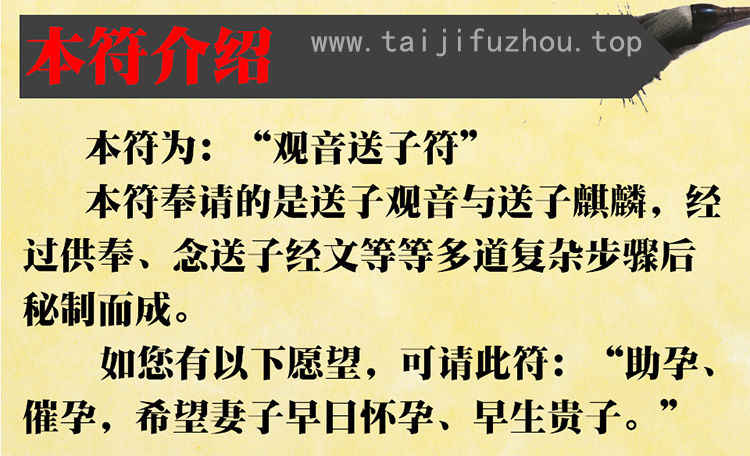 本符介绍
www.taijifuzhou.top
本符为：“观音送子符”
本符奉请的是送子观音与送子麒麟，经
过供奉、念送子经文等等多道复杂步骤后
秘制而成。
如您有以下愿望，可请此符：“助孕、
催孕，希望妻子早日怀孕、早生贵子。”